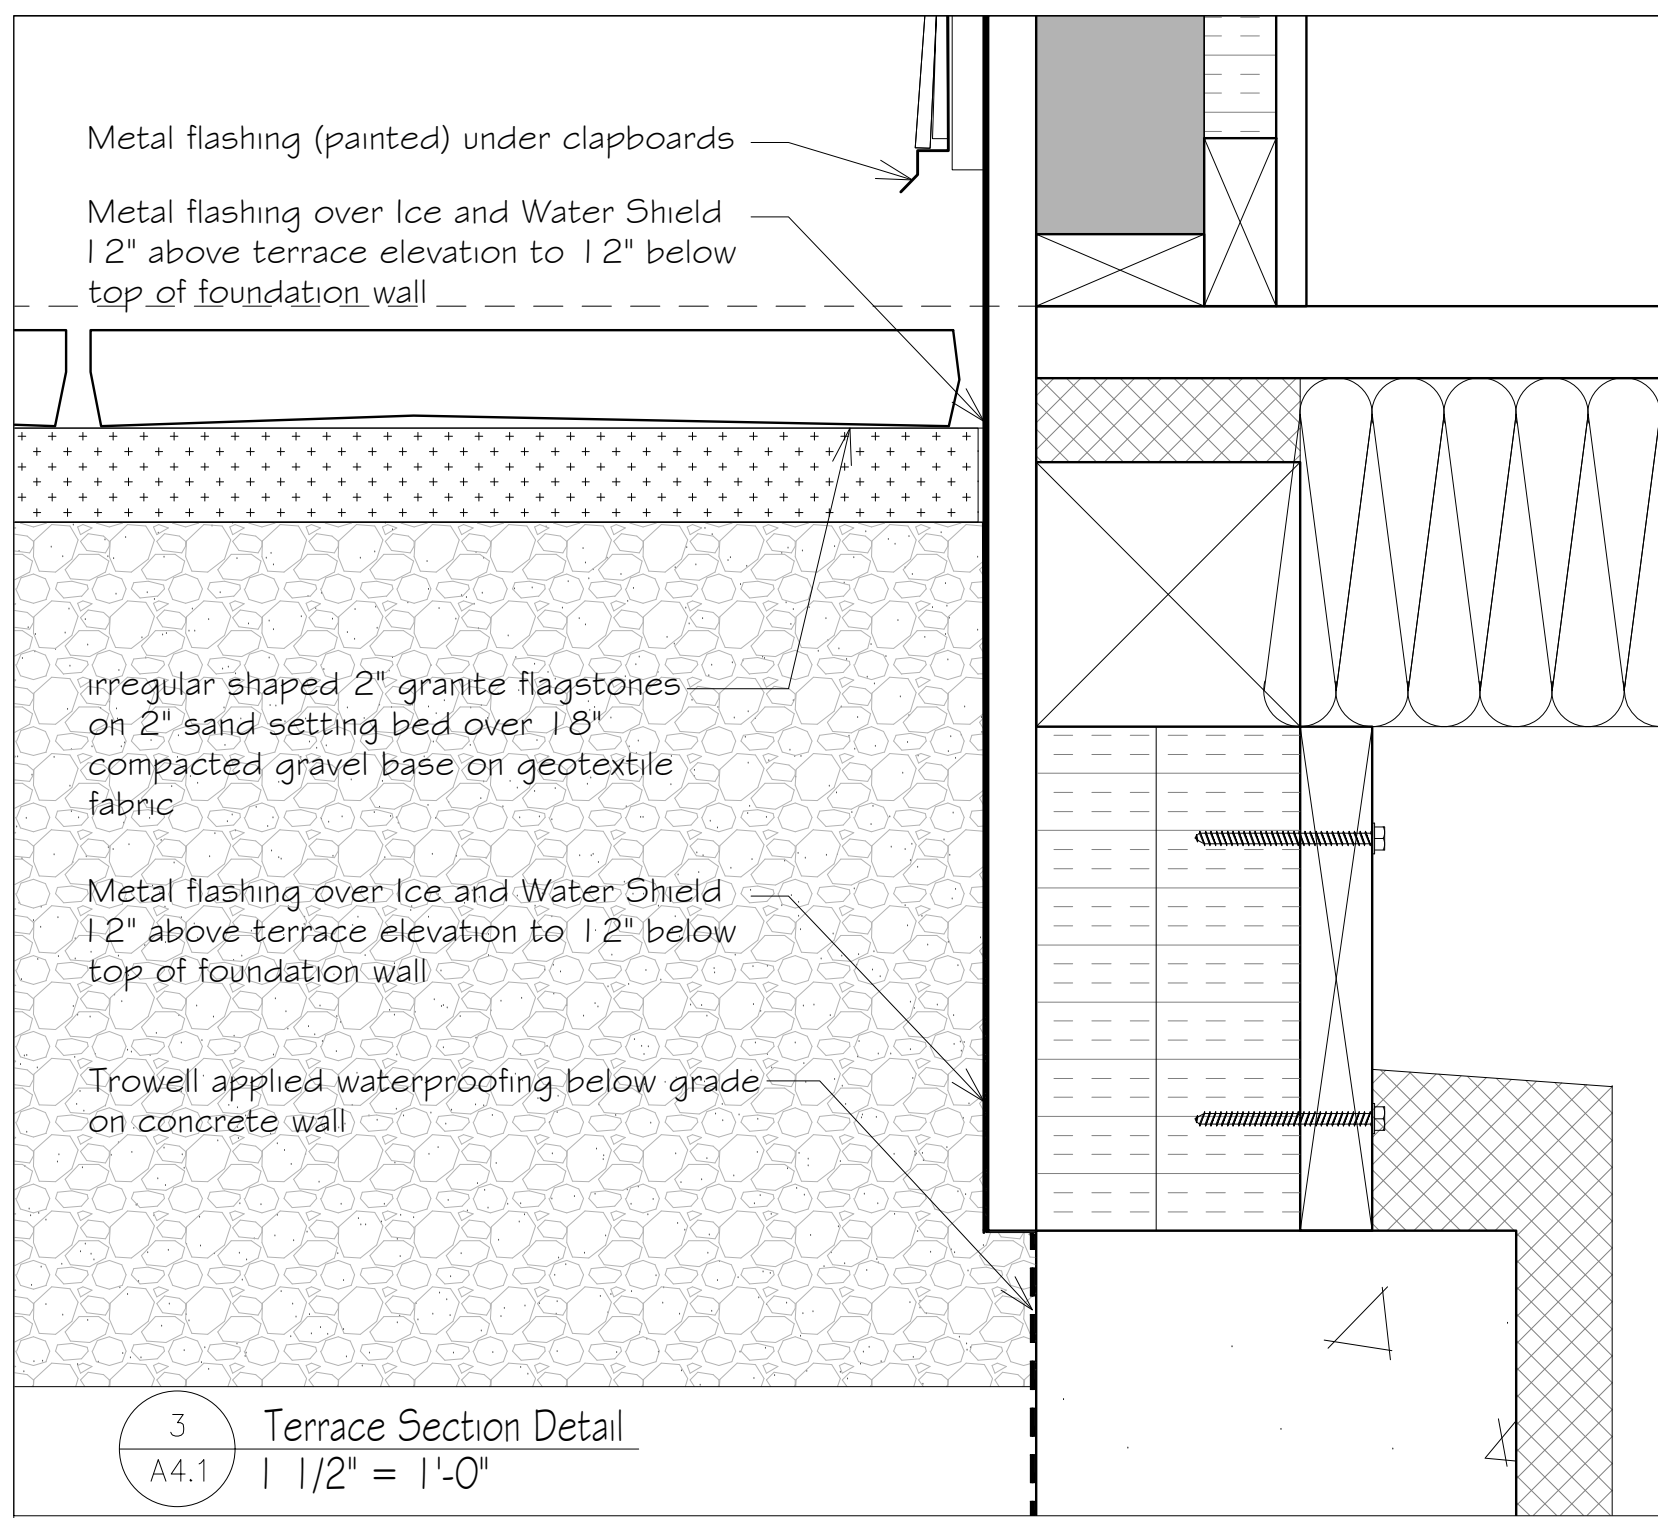 Metal flashing (painted) under clapboards
Metal flashing over Ice and Water Shield
12" above terrace elevation to 12" below
top of foundation wall
irregular shaped 2" granite flagstones
on 2" sand setting bed over 18"
compacted gravel base on geotextile
fabric
Metal flashing over Ice and Water Shield
12" above terrace elevation to 12" below
top of foundation wall
Trowell applied waterproofing below grade
on concrete wall
3
A4.1
Terrace Section Detail
1 1/2" = 1'-0"